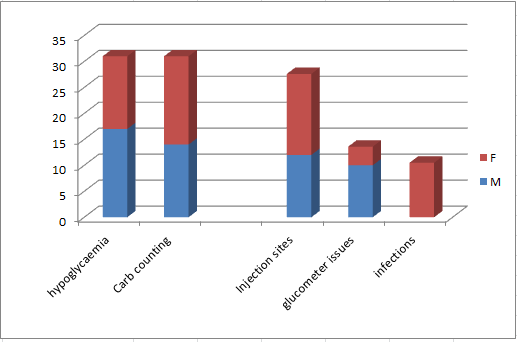 35
30
25
20
15
10
5
0
hypoglycaemia
Carb counting
Injection sites
glucometer issues
infections
F
M